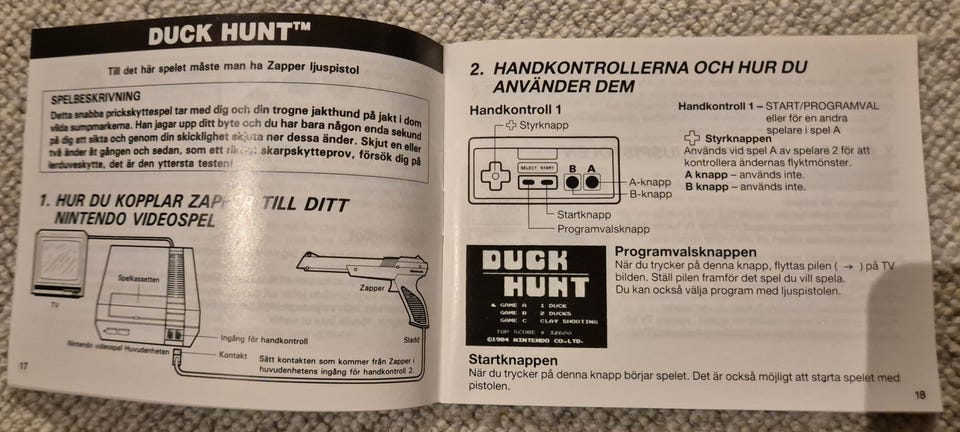 DUCK HUNT™
Till det här spelet måste man ha Zapper ljuspistol
SPELBESKRIVNING
Detta snabba prickskyttespel tar med dig och din trogne jakthund på jakt i dom
vilda sumpmarkerna. Han jagar upp ditt byte och du har bara någon enda sekund
på dig att sikta och genom din skicklighet skjuta ner dessa änder. Skjut en eller
två änder åt gången och sedan, som ett riktigt skarpskytteprov, försök dig på
lerduveskytte, det är den yttersta testen!
1. HUR DU KOPPLAR ZAPPER TILL DITT
NINTENDO VIDEOSPEL
Spelkassetten
TV
Zapper
Ingång för handkontroll
Sladd
Nintendo videospel Huvudenheten
Kontakt
Sätt kontakten som kommer från Zapper i
huvudenhetens ingång för handkontroll 2.
17
2. HANDKONTROLLERNA OCH HUR DU
ANVÄNDER DEM
Handkontroll 1
Styrknapp
SELECT START
B A
A-knapp
B-knapp
Startknapp
Programvalsknapp
Handkontroll 1 – START/PROGRAMVAL
eller för en andra
spelare i spel A
Styrknappen
Används vid spel A av spelare 2 för att
kontrollera ändernas flyktmönster.
A knapp – används inte.
B knapp – används inte.
DUCK
HUNT
GAME A 1 DUCK
GAME B 2 DUCKS
GAME C CLAY SHOOTING
TOP SCORE = 32600
©1984 NINTENDO CO.,LTD.
Programvalsknappen
När du trycker på denna knapp, flyttas pilen ( → ) på TV
bilden. Ställ pilen framför det spel du vill spela.
Du kan också välja program med ljuspistolen.
Startknappen
När du trycker på denna knapp börjar spelet. Det är också möjligt att starta spelet med
pistolen.
18